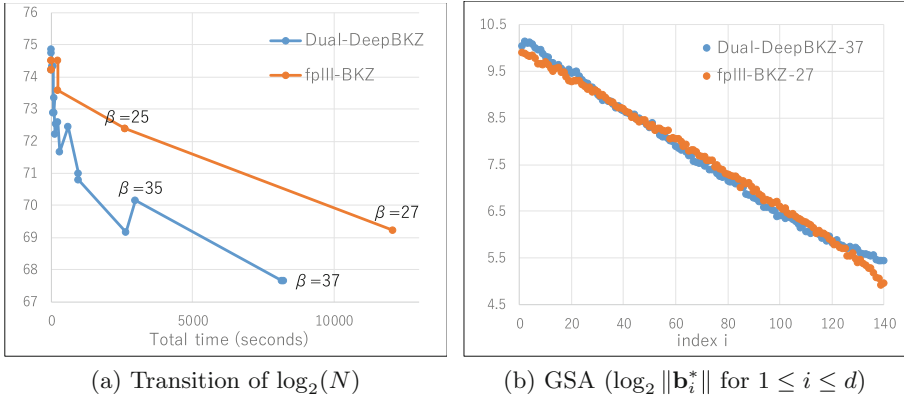 76
75
74
73
72
71
70
69
68
67
0
5000
10000
Total time (seconds)
Dual-DeepBKZ
fpIII-BKZ
β=25
β=35
β=27
β=37
(a) Transition of log₂(N)
10.5
9.5
8.5
7.5
6.5
5.5
4.5
0
20
40
60
80
100
120
140
index i
Dual-DeepBKZ-37
fpIII-BKZ-27
(b) GSA (log₂ ‖b*ᵢ‖ for 1 ≤ i ≤ d)